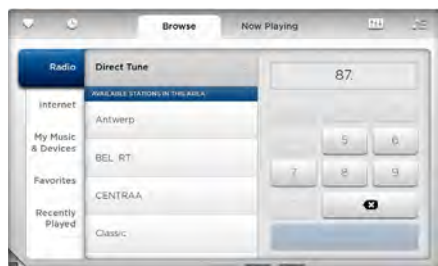 Browse
Now Playing
Radio
Internet
My Music
& Devices
Favorites
Recently
Played
Direct Tune
AVAILABLE STATIONS IN THIS AREA
Antwerp
BEL RT
CENTRAA
Classic
87.
5
6
7
8
9